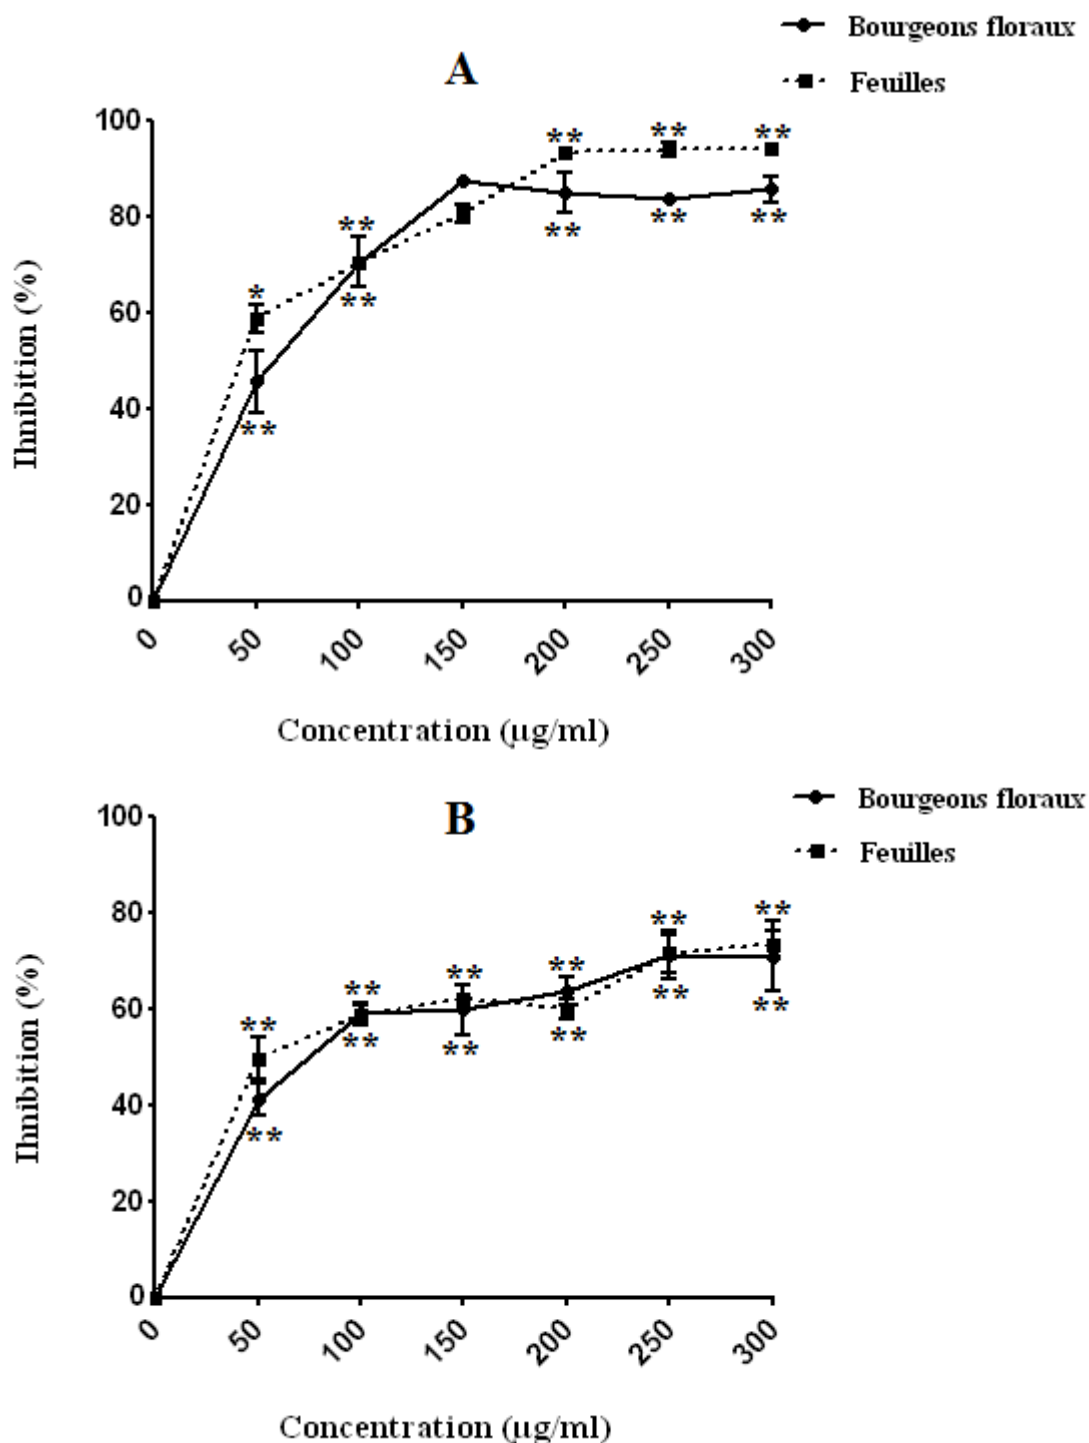 Bourgeons floraux
Feuilles
A
100
80
60
40
20
0
** ** **
** ** **
**
**
*
**
Ihnibition (%)
0 50 100 150 200 250 300
Concentration (µg/ml)
Bourgeons floraux
Feuilles
B
100
80
60
40
20
0
** ** ** ** ** **
** ** ** ** ** **
Ihnibition (%)
0 50 100 150 200 250 300
Concentration (µg/ml)